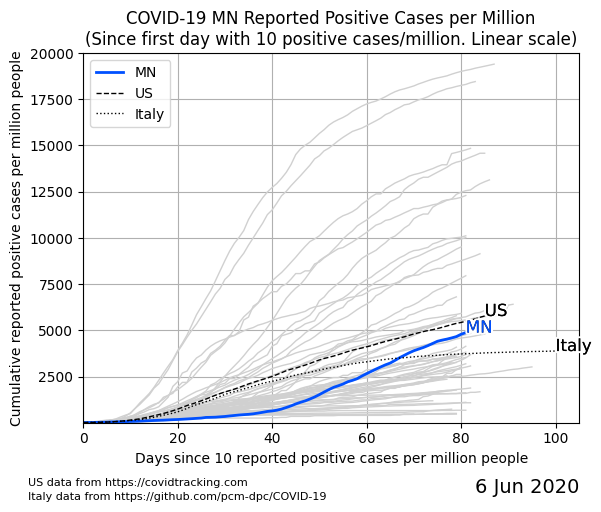 COVID-19 MN Reported Positive Cases per Million
(Since first day with 10 positive cases/million. Linear scale)
Cumulative reported positive cases per million people
20000
17500
15000
12500
10000
7500
5000
2500
MN
US
Italy
US
MN
Italy
0
20
40
60
80
100
Days since 10 reported positive cases per million people
US data from https://covidtracking.com
Italy data from https://github.com/pcm-dpc/COVID-19
6 Jun 2020